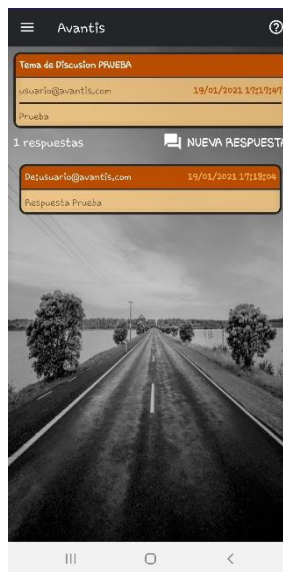 Avantis
Tema de Discusion PRUEBA
usuario@avantis.com 19/01/2021 17:17:47
Prueba
1 respuestas NUEVA RESPUESTA
De:usuario@avantis.com 19/01/2021 17:18:04
Respuesta Prueba